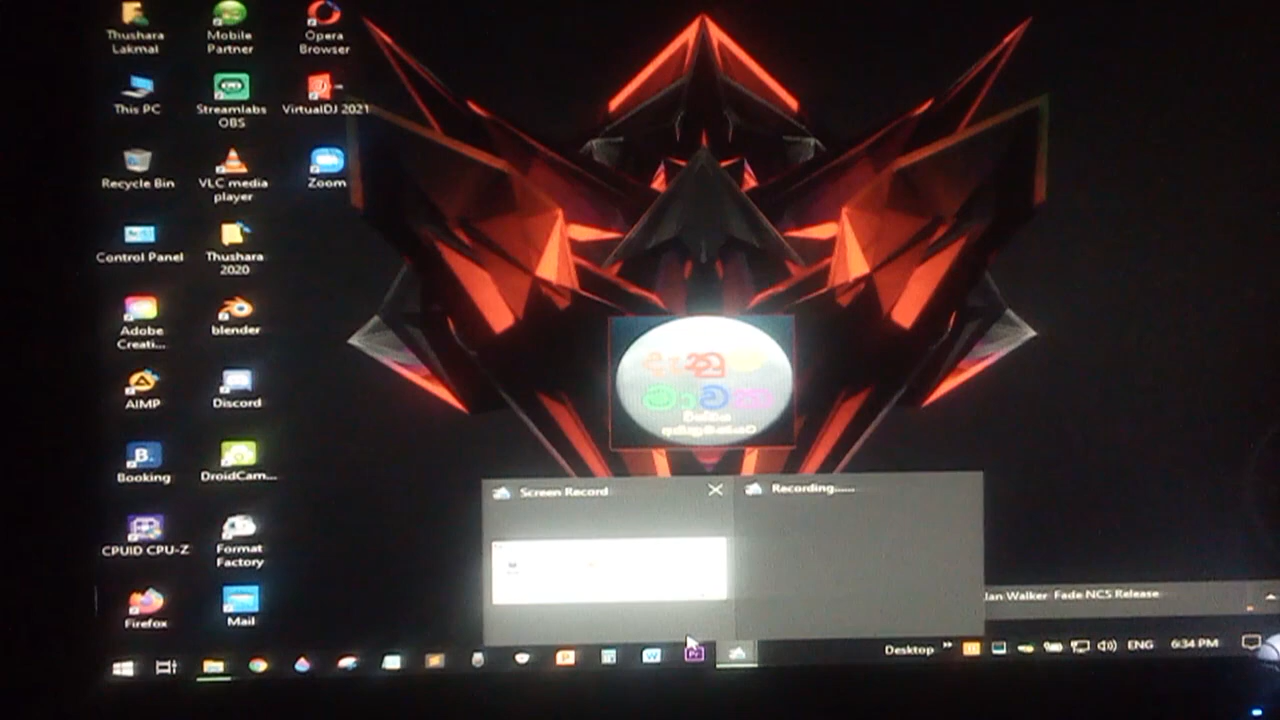 Thushara
Lakmal
Mobile
Partner
Opera
Browser
This PC
Streamlabs
OBS
VirtualDJ 2021
Recycle Bin
VLC media
player
Zoom
Control Panel
Thushara
2020
Adobe
Creati...
blender
AIMP
Discord
Booking
DroidCam...
CPUID CPU-Z
Format
Factory
Firefox
Mail
දැනුමේ
Screen Record
Recording......
lan Walker Fade NCS Release
Desktop
ENG
6:34 PM